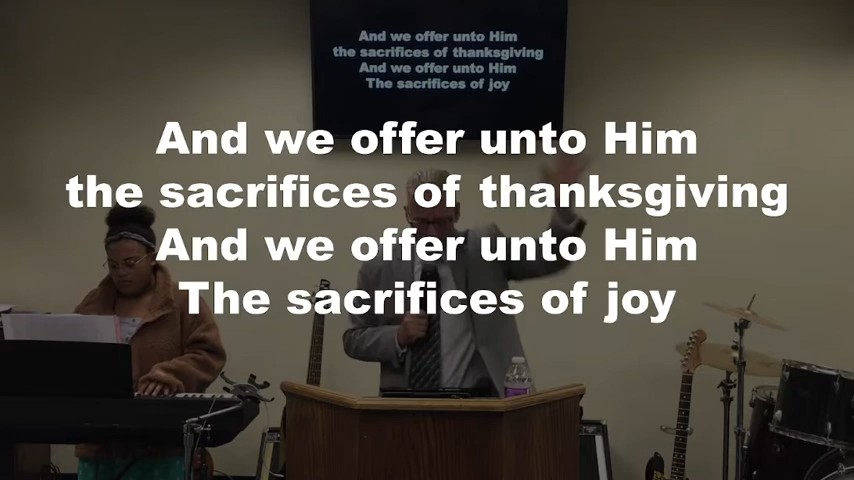 And we offer unto Him
the sacrifices of thanksgiving
And we offer unto Him
The sacrifices of joy
And we offer unto Him
the sacrifices of thanksgiving
And we offer unto Him
The sacrifices of joy